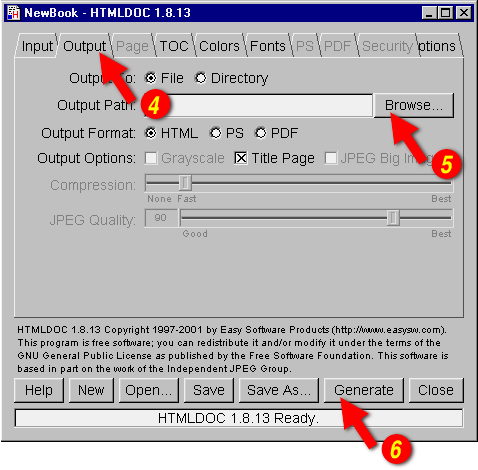 NewBook - HTMLDOC 1.8.13
Input Output Page TOC Colors Fonts PS PDF Security ptions
Output To: File Directory
4
Output Path: Browse...
Output Format: HTML PS PDF
5
Output Options: Grayscale Title Page JPEG Big Imag
Compression:
None Fast Best
JPEG Quality: 90
Good Best
HTMLDOC 1.8.13 Copyright 1997-2001 by Easy Software Products (http://www.easysw.com).
This program is free software; you can redistribute it and/or modify it under the terms of the
GNU General Public License as published by the Free Software Foundation. This software is
based in part on the work of the Independent JPEG Group.
Help New Open... Save Save As... Generate Close
HTMLDOC 1.8.13 Ready.
6